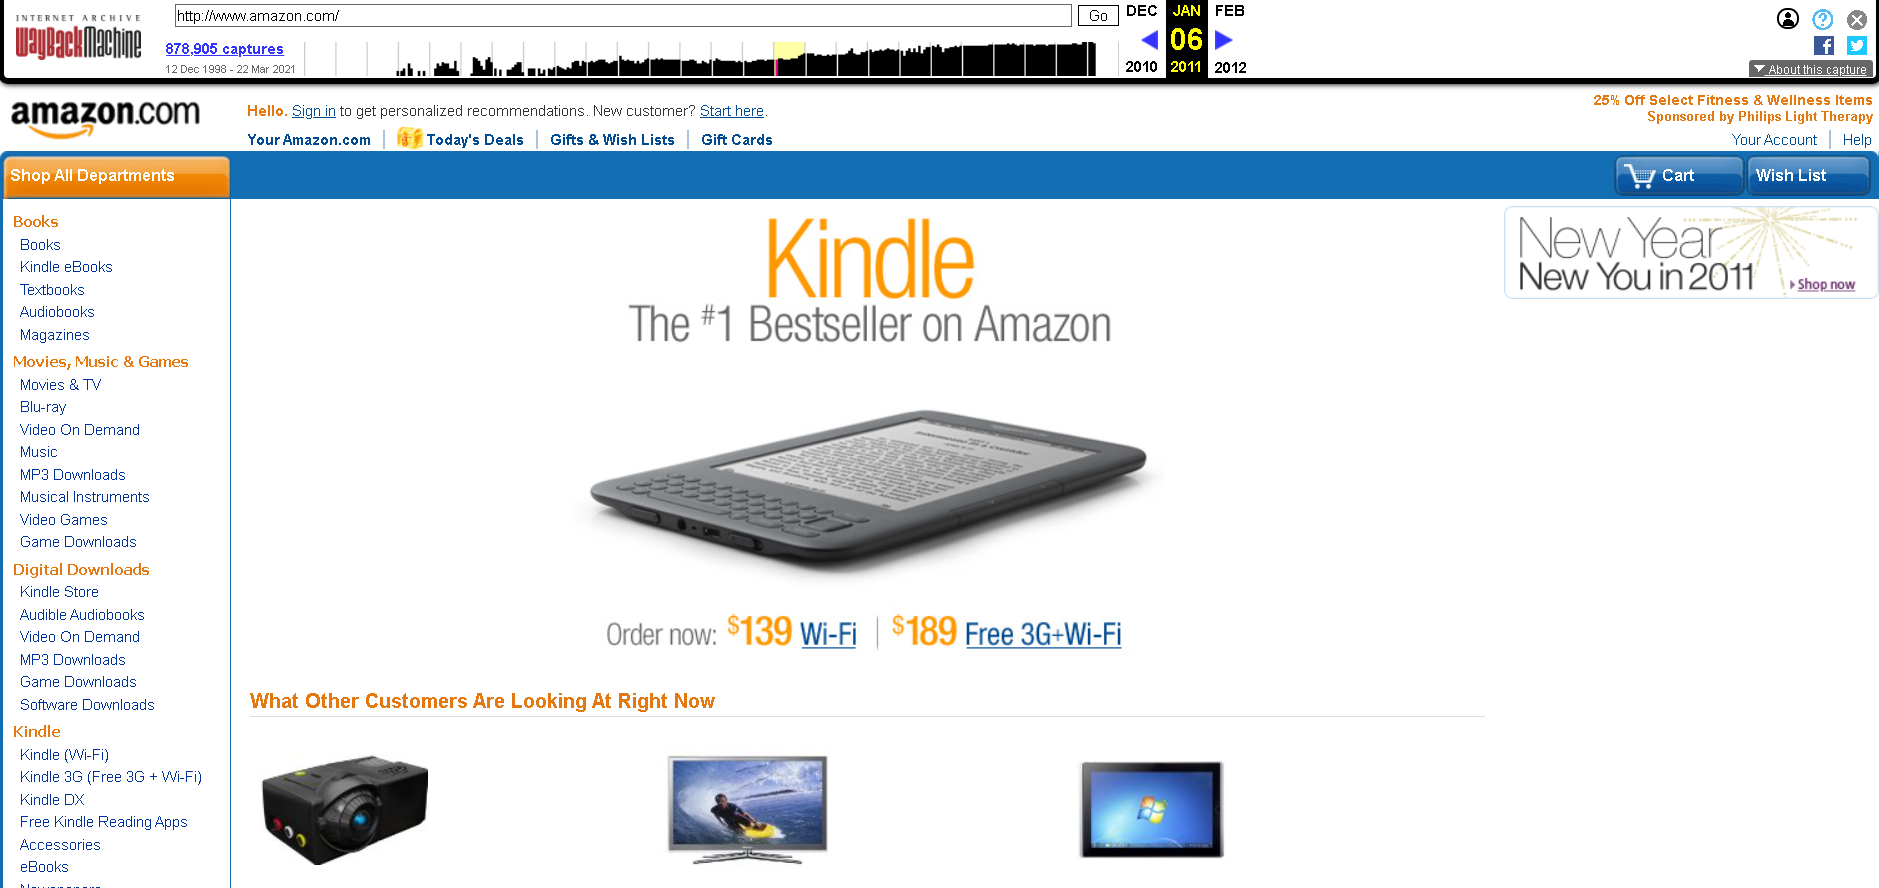 INTERNET ARCHIVE
WayBackMachine
http://www.amazon.com/
Go
878,905 captures
12 Dec 1998 - 22 Mar 2021
DEC JAN FEB
06
2010 2011 2012
About this capture
amazon.com
Hello. Sign in to get personalized recommendations. New customer? Start here.
Your Amazon.com
Today's Deals
Gifts & Wish Lists
Gift Cards
25% Off Select Fitness & Wellness Items
Sponsored by Philips Light Therapy
Your Account
Help
Shop All Departments
Cart
Wish List
Books
Books
Kindle eBooks
Textbooks
Audiobooks
Magazines
Movies, Music & Games
Movies & TV
Blu-ray
Video On Demand
Music
MP3 Downloads
Musical Instruments
Video Games
Game Downloads
Digital Downloads
Kindle Store
Audible Audiobooks
Video On Demand
MP3 Downloads
Game Downloads
Software Downloads
Kindle
Kindle (Wi-Fi)
Kindle 3G (Free 3G + Wi-Fi)
Kindle DX
Free Kindle Reading Apps
Accessories
eBooks
Newspapers
Kindle
The #1 Bestseller on Amazon
Order now: $139 Wi-Fi | $189 Free 3G+Wi-Fi
New Year
New You in 2011
Shop now
What Other Customers Are Looking At Right Now